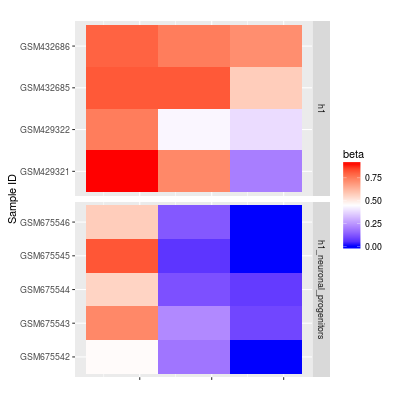 Sample ID
GSM432686
GSM432685
GSM429322
GSM429321
h1
GSM675546
GSM675545
GSM675544
GSM675543
GSM675542
h1_neuronal_progenitors
beta
0.75
0.50
0.25
0.00